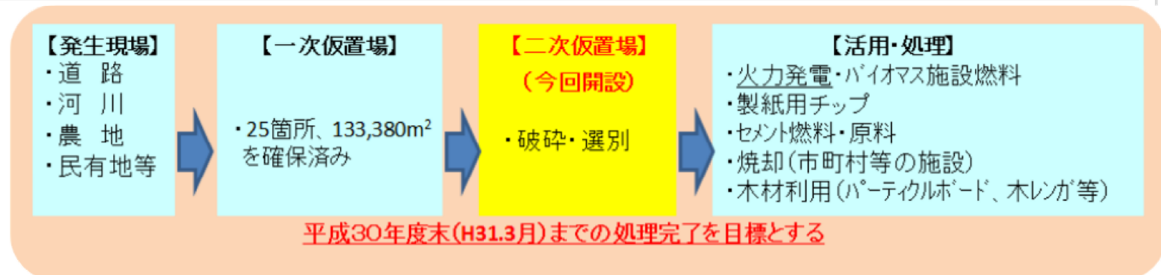 【発生現場】
・道　路
・河　川
・農　地
・民有地等
【一次仮置場】
・25箇所、133,380m²
を確保済み
【二次仮置場】
（今回開設）
・破砕・選別
【活用・処理】
・火力発電・バイオマス施設燃料
・製紙用チップ
・セメント燃料・原料
・焼却（市町村等の施設）
・木材利用（パーティクルボード、木レンガ等）
平成30年度末（H31.3月）までの処理完了を目標とする